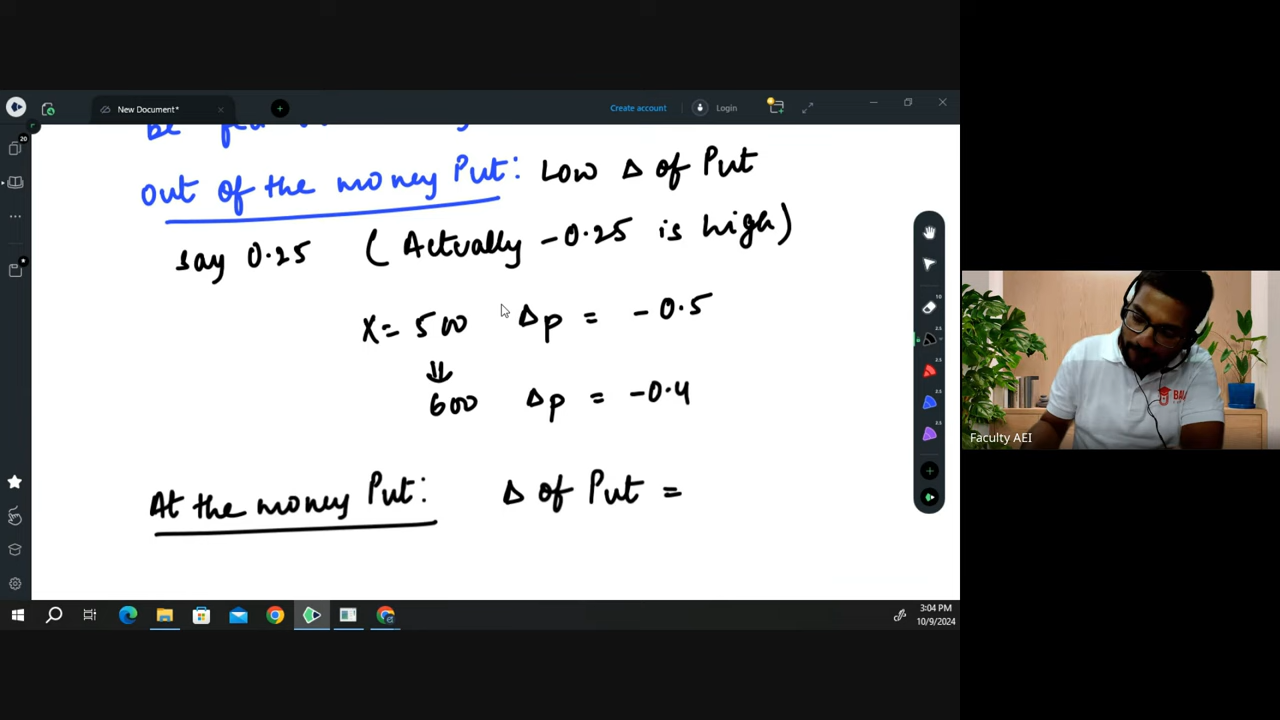 New Document*
Create account
Login
be
Out of the money Put: Low Δ of Put
say 0.25 (Actually -0.25 is high)
X = 500 Δp = -0.5
⇓
600 Δp = -0.4
At the money Put: Δ of Put =
Faculty AEI
3:04 PM
10/9/2024